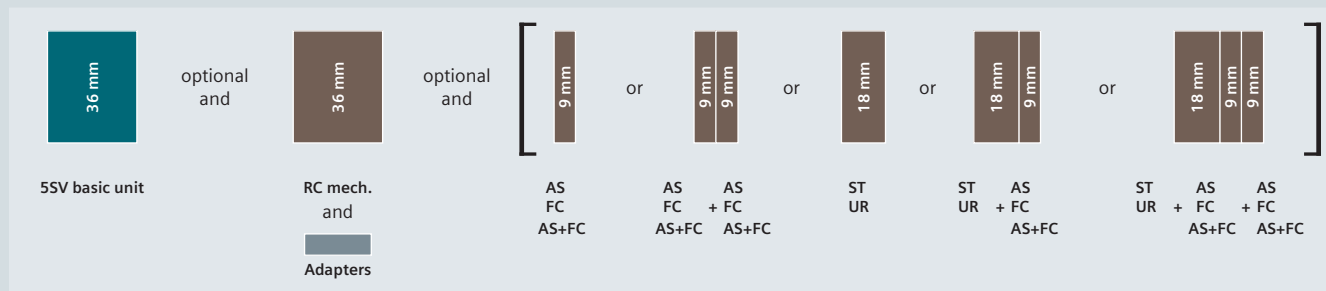 36 mm
optional
and
36 mm
optional
and
9 mm
or
9 mm
9 mm
or
18 mm
or
18 mm
9 mm
or
18 mm
9 mm
9 mm
5SV basic unit
RC mech.
and
Adapters
AS
FC
AS+FC
AS AS
FC + FC
AS+FC AS+FC
ST
UR
ST AS
UR + FC
AS+FC
ST AS AS
UR + FC + FC
AS+FC AS+FC